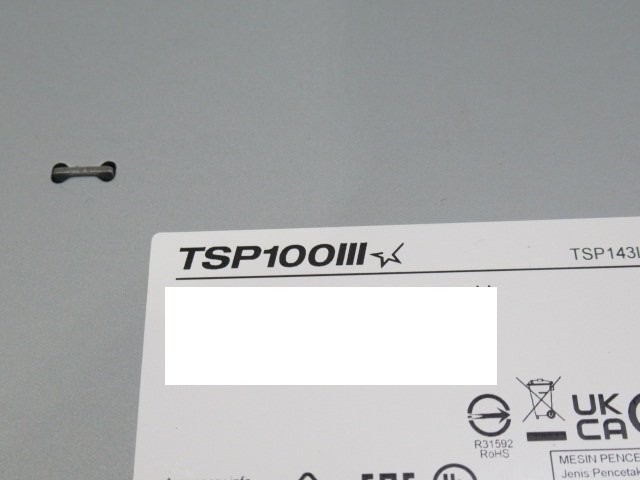 TSP100III
TSP143I
R31592
RoHS
UK
CA
MESIN PENCE
Jenis Pencetak